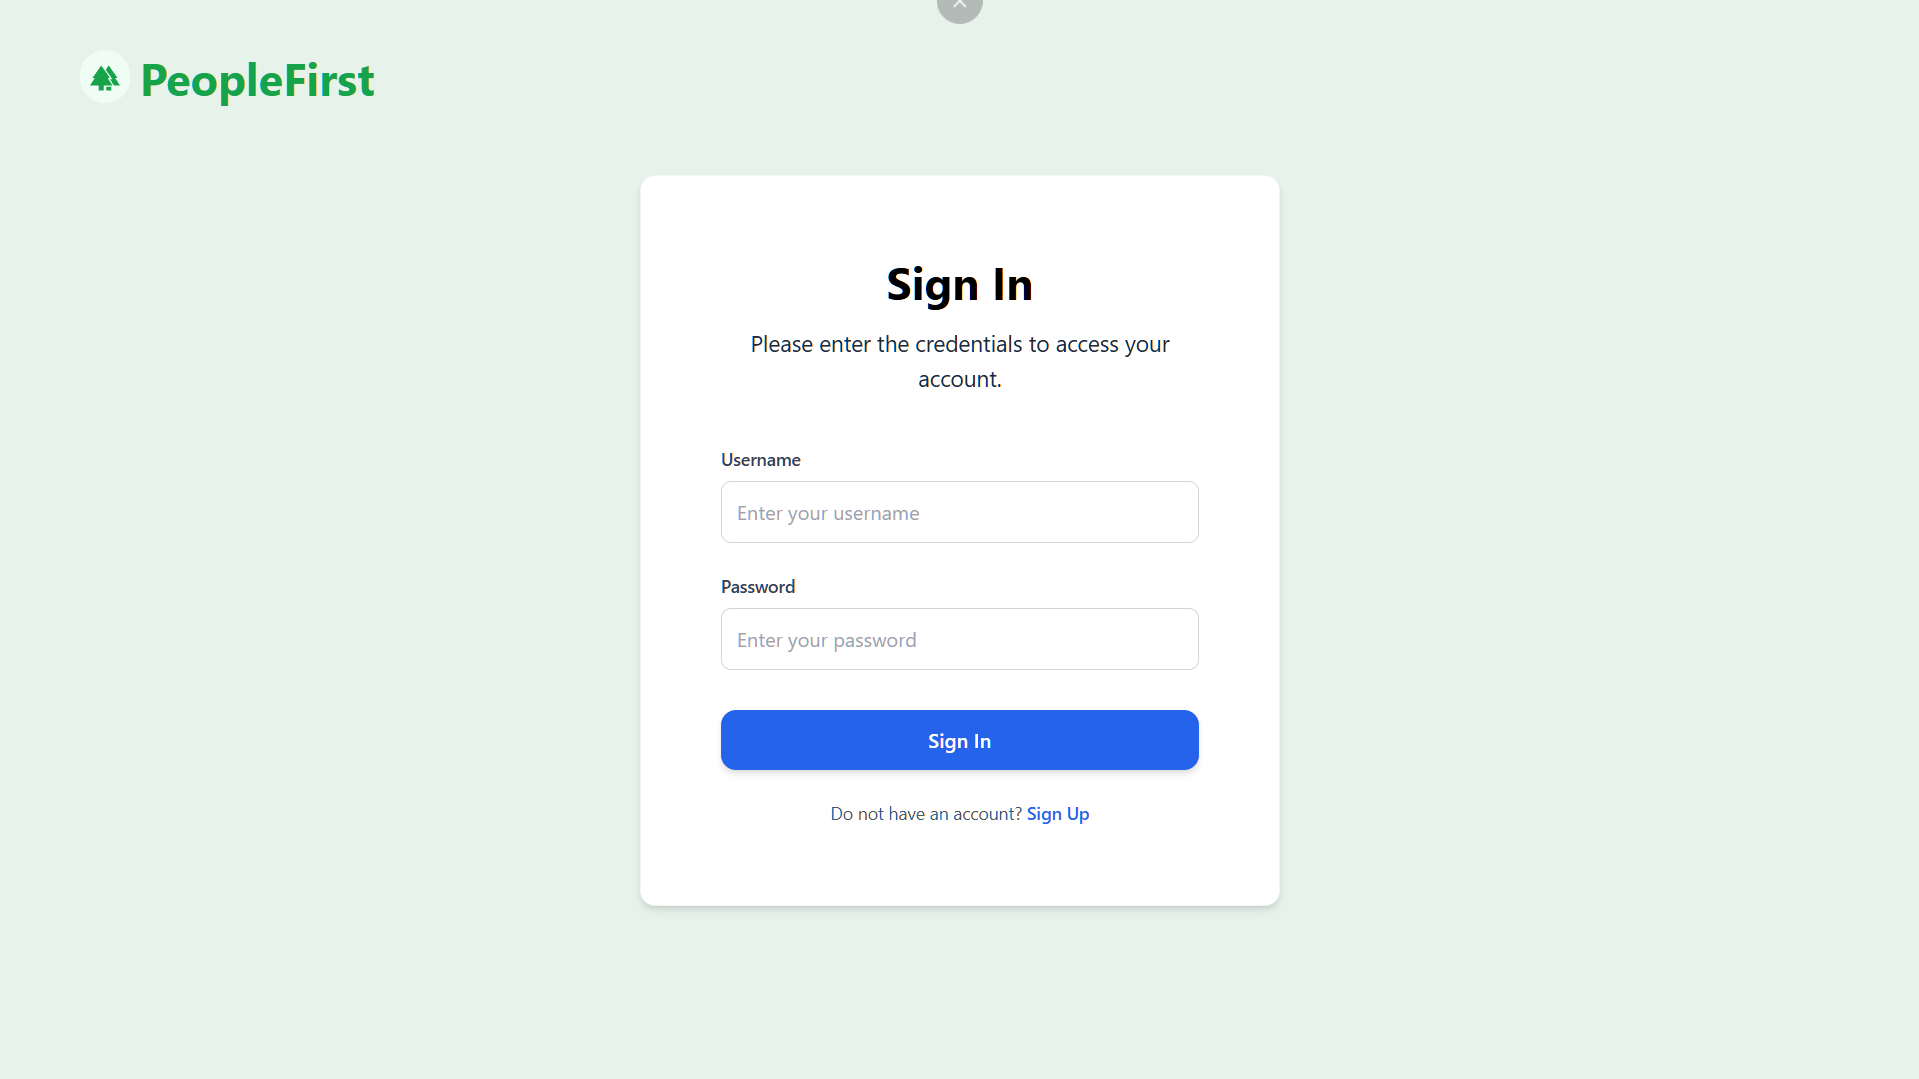 PeopleFirst
Sign In
Please enter the credentials to access your
account.
Username
Enter your username
Password
Enter your password
Sign In
Do not have an account? Sign Up